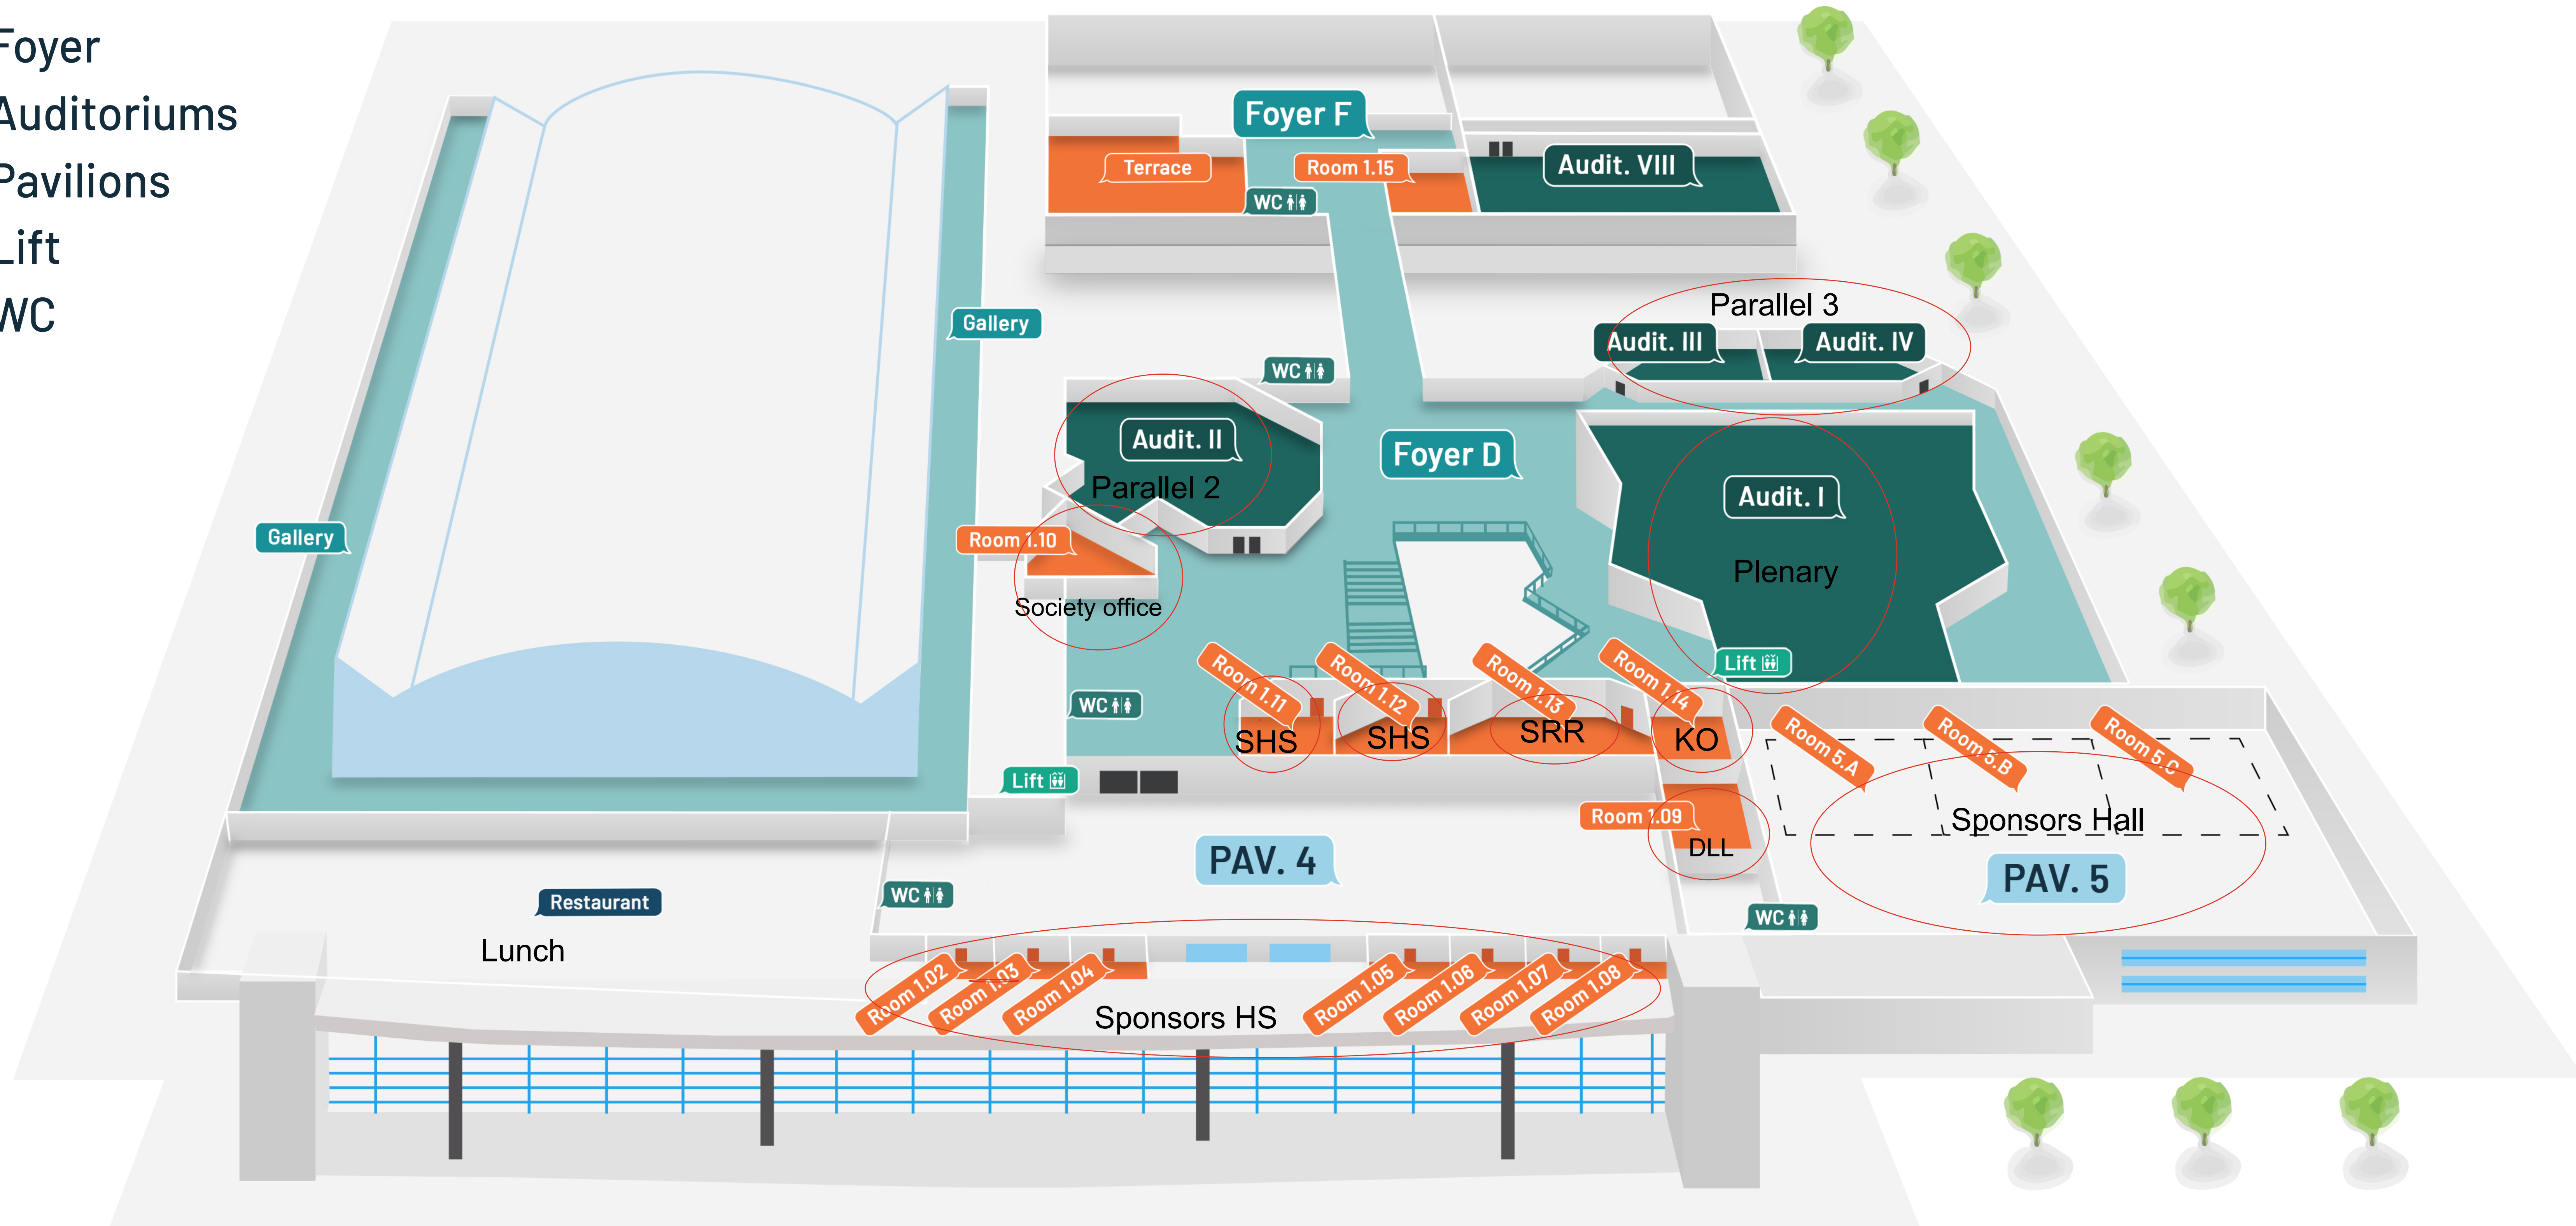 Foyer
Auditoriums
Pavilions
Lift
WC
Foyer F
Terrace
Room 1.15
Audit. VIII
WC
Parallel 3
Gallery
Audit. III
Audit. IV
WC
Audit. II
Foyer D
Parallel 2
Audit. I
Gallery
Room 1.10
Plenary
Society office
Lift
Room 1.11
Room 1.12
Room 1.13
Room 1.14
WC
SHS
SHS
SRR
KO
Room 5.A
Room 5.B
Room 5.C
Lift
Room 1.09
Sponsors Hall
DLL
PAV. 4
PAV. 5
Restaurant
WC
WC
Lunch
Room 1.02
Room 1.03
Room 1.04
Room 1.05
Room 1.06
Room 1.07
Room 1.08
Sponsors HS